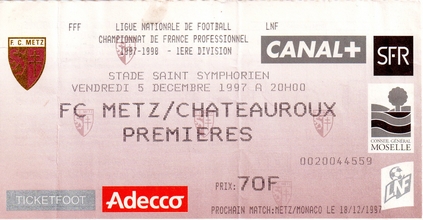 F.C. METZ
FFF LIGUE NATIONALE DE FOOTBALL LNF
CHAMPIONNAT DE FRANCE PROFESSIONNEL
1997-1998 - 1ERE DIVISION
CANAL+
SFR
STADE SAINT SYMPHORIEN
VENDREDI 5 DECEMBRE 1997 A 20H00
FC METZ/CHATEAUROUX
PREMIERES
CONSEIL GÉNÉRAL
MOSELLE
0020044559
PRIX: 70F
LNF
TICKETFOOT
Adecco
PROCHAIN MATCH: METZ/MONACO LE 18/12/1997